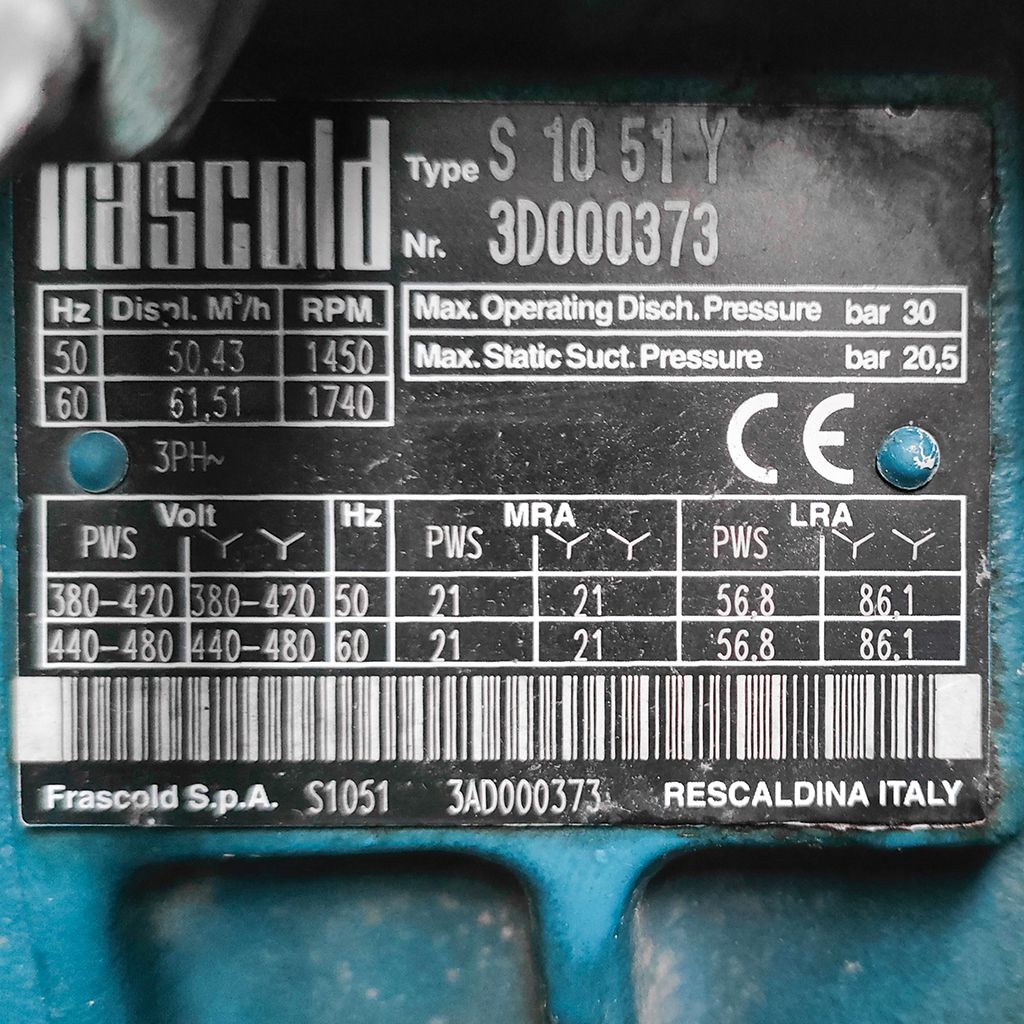 frascold
Type S 10 51 Y
Nr. 3D000373
Hz Displ. M³/h RPM
50 50,43 1450
60 61,51 1740
Max. Operating Disch. Pressure bar 30
Max. Static Suct. Pressure bar 20,5
3PH~
CE
Volt Hz MRA LRA
PWS Y Y PWS Y Y PWS Y Y
380-420 380-420 50 21 21 56,8 86,1
440-480 440-480 60 21 21 56,8 86,1
Frascold S.p.A. S1051 3AD000373 RESCALDINA ITALY